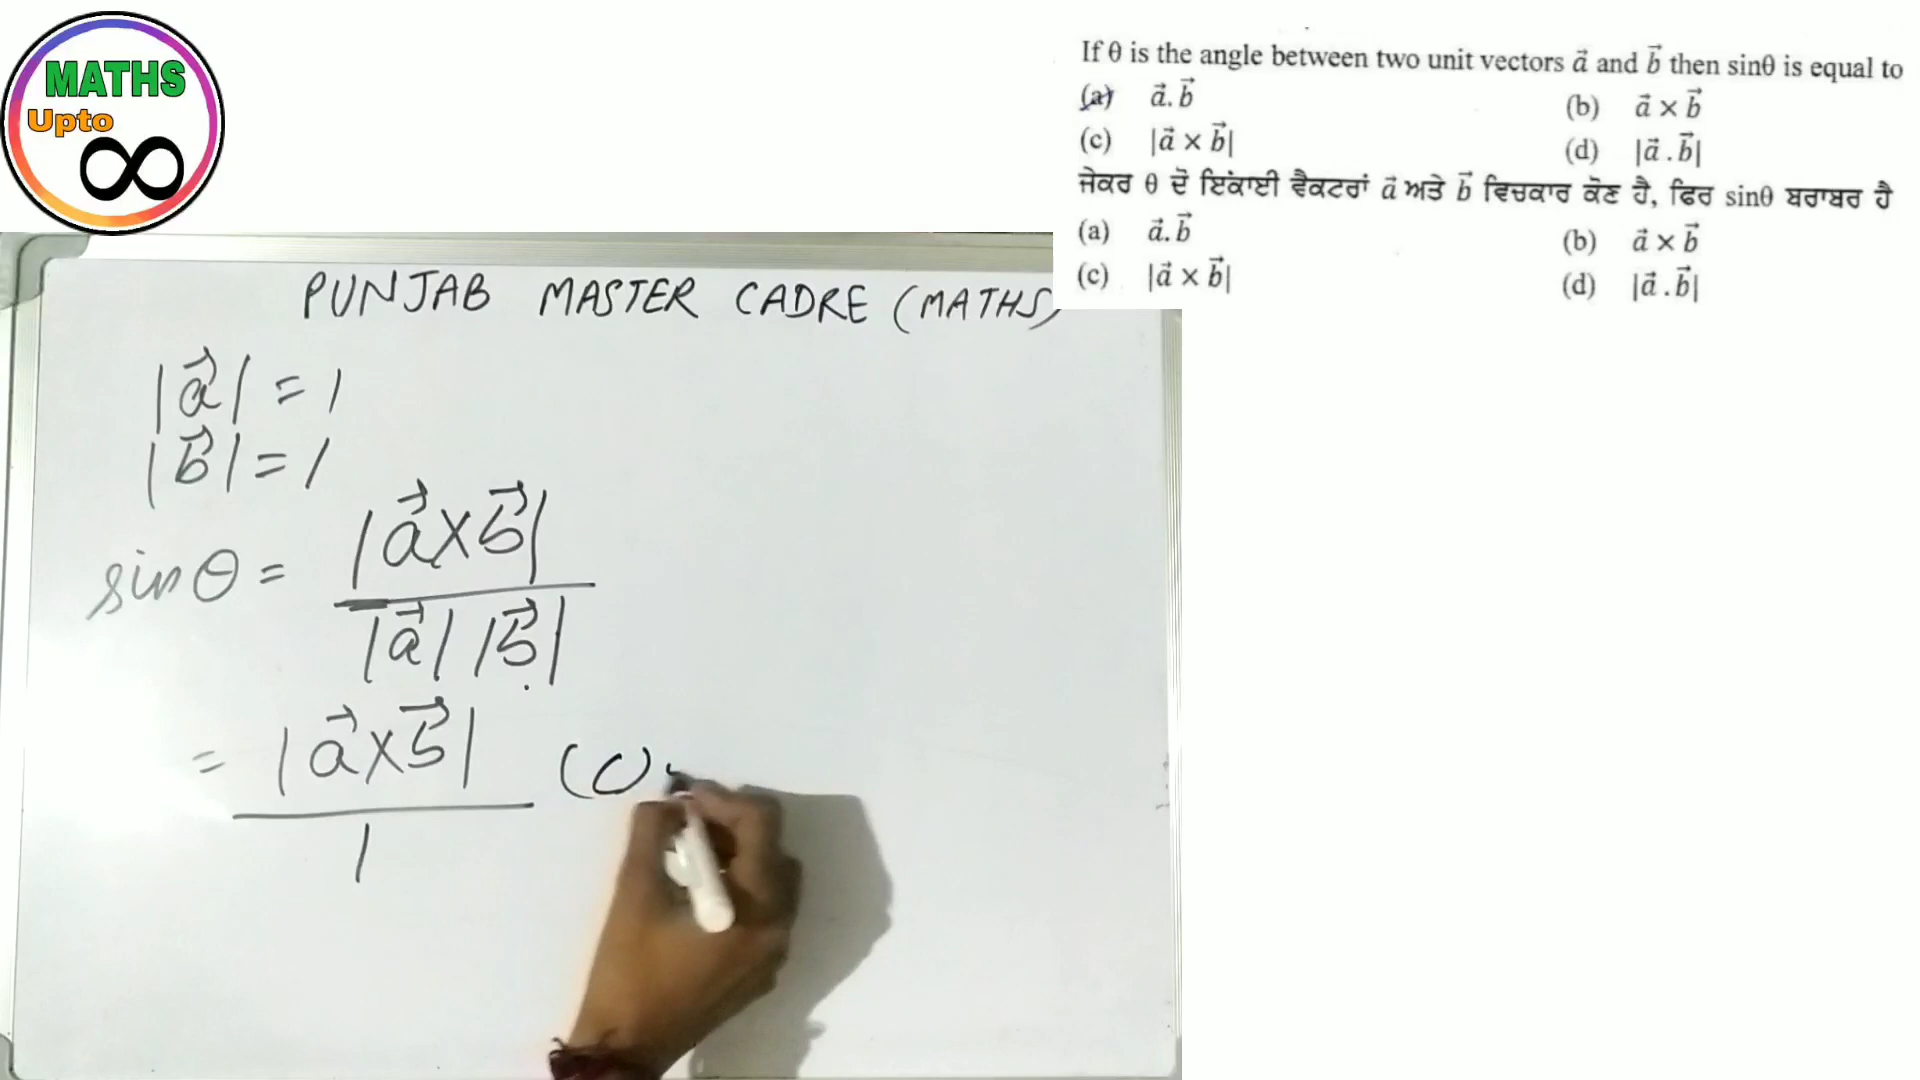 MATHS
Upto
∞
If θ is the angle between two unit vectors a⃗ and b⃗ then sinθ is equal to
(a) a⃗ . b⃗ (b) a⃗ × b⃗
(c) |a⃗ × b⃗| (d) |a⃗ . b⃗|
ਜੇਕਰ θ ਦੋ ਇਕਾਂਈ ਵੈਕਟਰਾਂ a⃗ ਅਤੇ b⃗ ਵਿਚਕਾਰ ਕੋਣ ਹੈ, ਫਿਰ sinθ ਬਰਾਬਰ ਹੈ
(a) a⃗ . b⃗ (b) a⃗ × b⃗
(c) |a⃗ × b⃗| (d) |a⃗ . b⃗|
PUNJAB MASTER CADRE (MATHS)
|a⃗| = 1
|b⃗| = 1
sin θ = |a⃗ × b⃗|
|a⃗| |b⃗|
= |a⃗ × b⃗| (C)
1